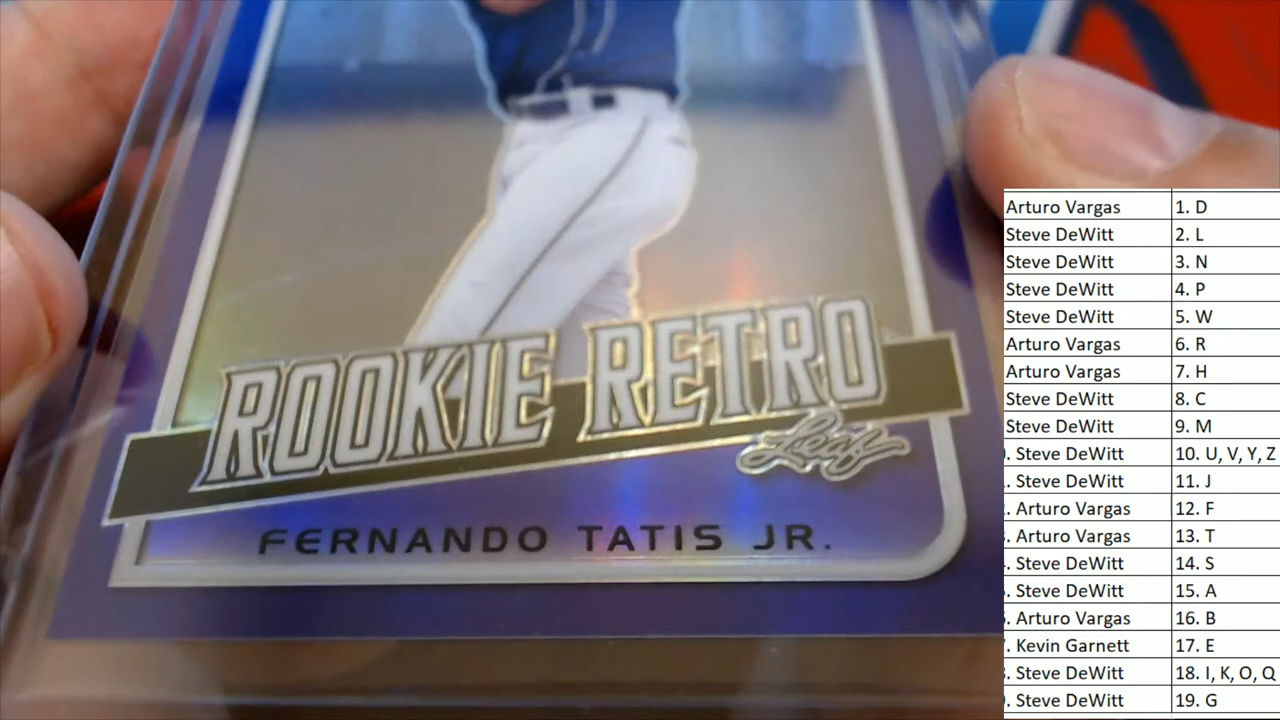 ROOKIE RETRO
Leaf
FERNANDO TATIS JR.
Arturo Vargas 1. D
Steve DeWitt 2. L
Steve DeWitt 3. N
Steve DeWitt 4. P
Steve DeWitt 5. W
Arturo Vargas 6. R
Arturo Vargas 7. H
Steve DeWitt 8. C
Steve DeWitt 9. M
. Steve DeWitt 10. U, V, Y, Z
. Steve DeWitt 11. J
. Arturo Vargas 12. F
. Arturo Vargas 13. T
. Steve DeWitt 14. S
. Steve DeWitt 15. A
. Arturo Vargas 16. B
. Kevin Garnett 17. E
. Steve DeWitt 18. I, K, O, Q
. Steve DeWitt 19. G